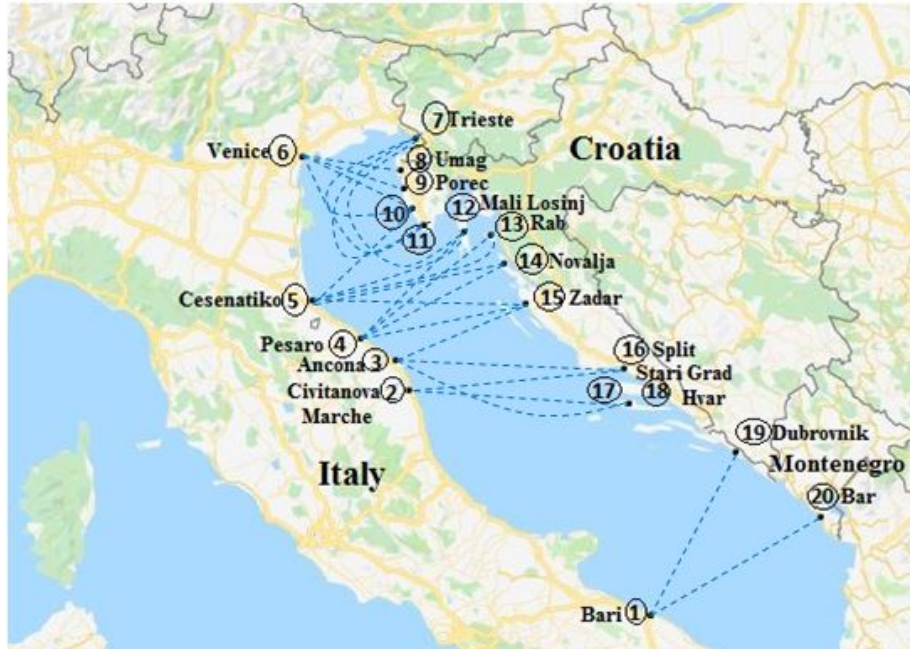 7 Trieste
Venice 6
8 Umag
Croatia
9 Porec
12 Mali Losinj
10
13 Rab
11
14 Novalja
Cesenatiko 5
15 Zadar
Pesaro 4
16 Split
Ancona 3
Stari Grad
17 18 Hvar
Civitanova 2
Marche
19 Dubrovnik
Italy
Montenegro
20 Bar
Bari 1